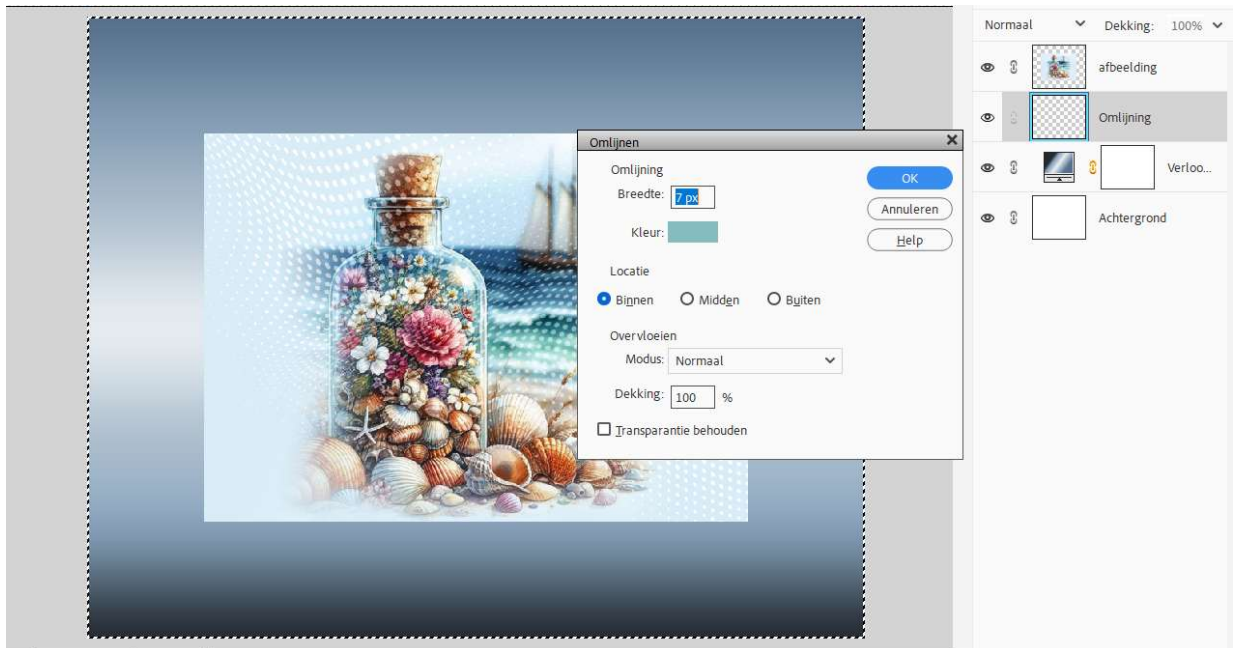 Normaal Dekking: 100%
afbeelding
Omlijning
Verloo...
Achtergrond
Omlijnen
Omlijning
Breedte: 7 px
Kleur:
OK
Annuleren
Help
Locatie
Binnen Midden Buiten
Overvloeien
Modus: Normaal
Dekking: 100 %
Transparantie behouden